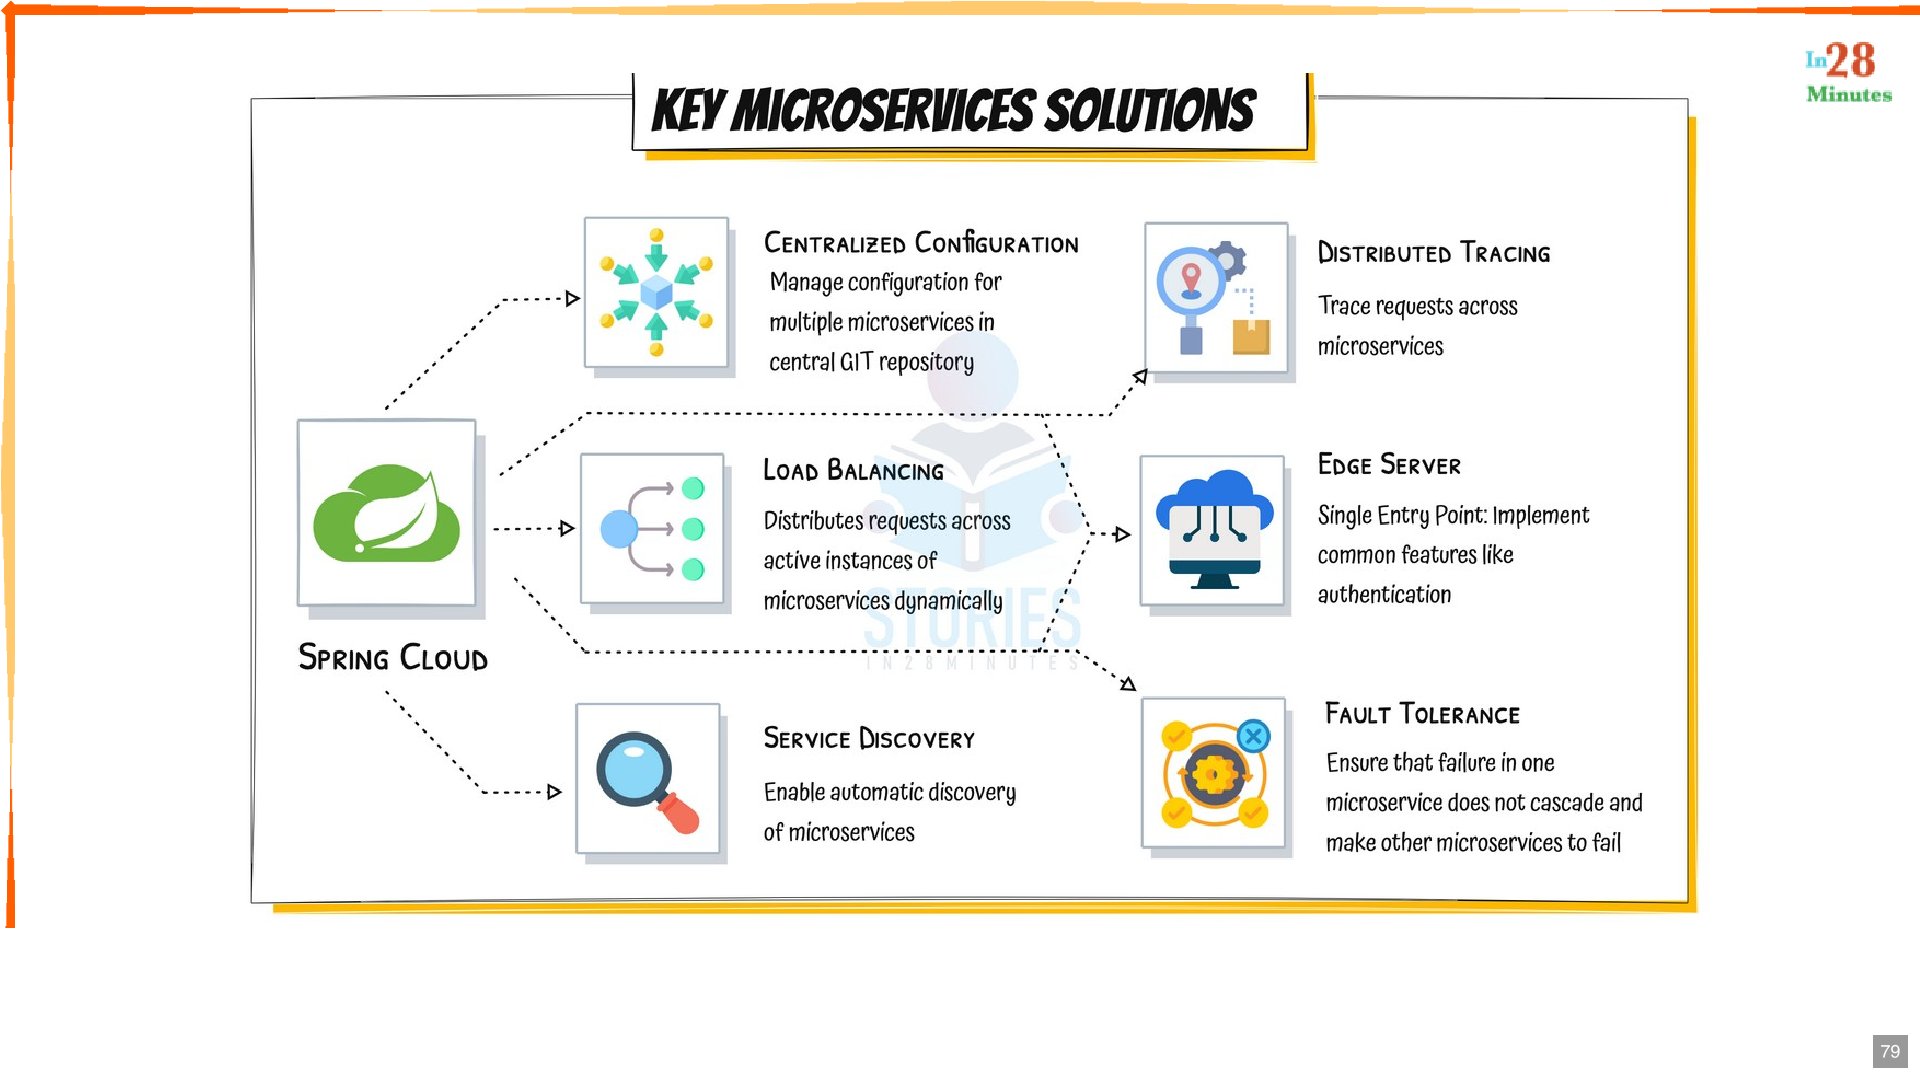 In28
Minutes
KEY MICROSERVICES SOLUTIONS
CENTRALIZED CONFIGURATION
Manage configuration for
multiple microservices in
central GIT repository
DISTRIBUTED TRACING
Trace requests across
microservices
LOAD BALANCING
Distributes requests across
active instances of
microservices dynamically
EDGE SERVER
Single Entry Point: Implement
common features like
authentication
SPRING CLOUD
STORIES
IN28MINUTES
SERVICE DISCOVERY
Enable automatic discovery
of microservices
FAULT TOLERANCE
Ensure that failure in one
microservice does not cascade and
make other microservices to fail
79